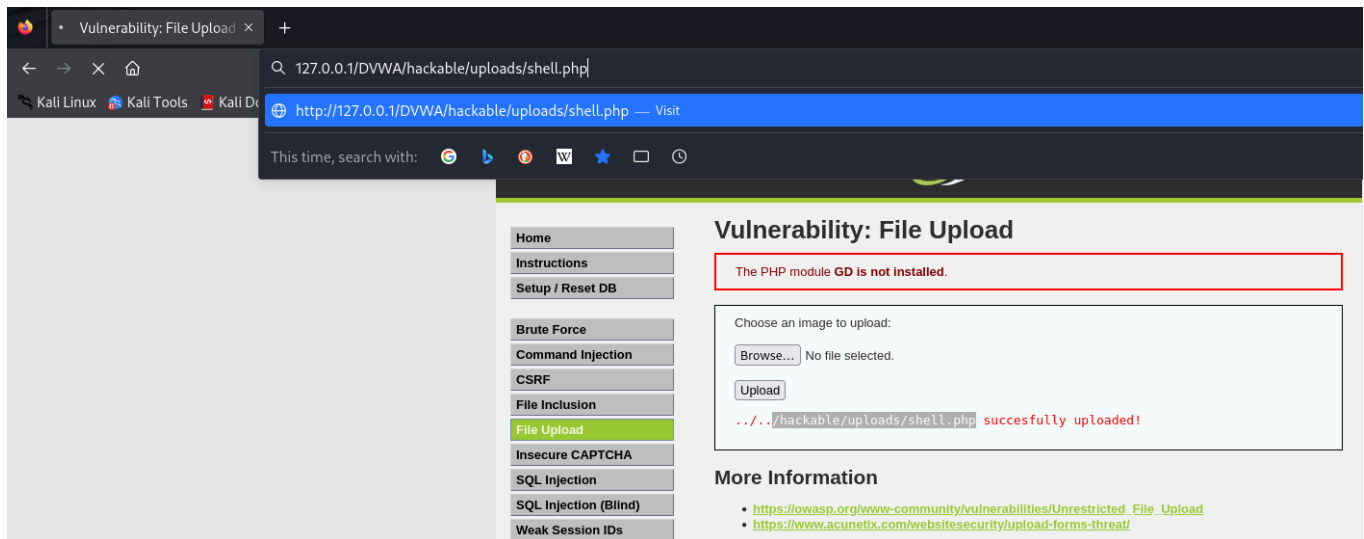 Vulnerability: File Upload
127.0.0.1/DVWA/hackable/uploads/shell.php
Kali Linux Kali Tools Kali Do
http://127.0.0.1/DVWA/hackable/uploads/shell.php — Visit
This time, search with:
Home
Instructions
Setup / Reset DB
Brute Force
Command Injection
CSRF
File Inclusion
File Upload
Insecure CAPTCHA
SQL Injection
SQL Injection (Blind)
Weak Session IDs
Vulnerability: File Upload
The PHP module GD is not installed.
Choose an image to upload:
Browse... No file selected.
Upload
../../hackable/uploads/shell.php succesfully uploaded!
More Information
https://owasp.org/www-community/vulnerabilities/Unrestricted_File_Upload
https://www.acunetix.com/websitesecurity/upload-forms-threat/